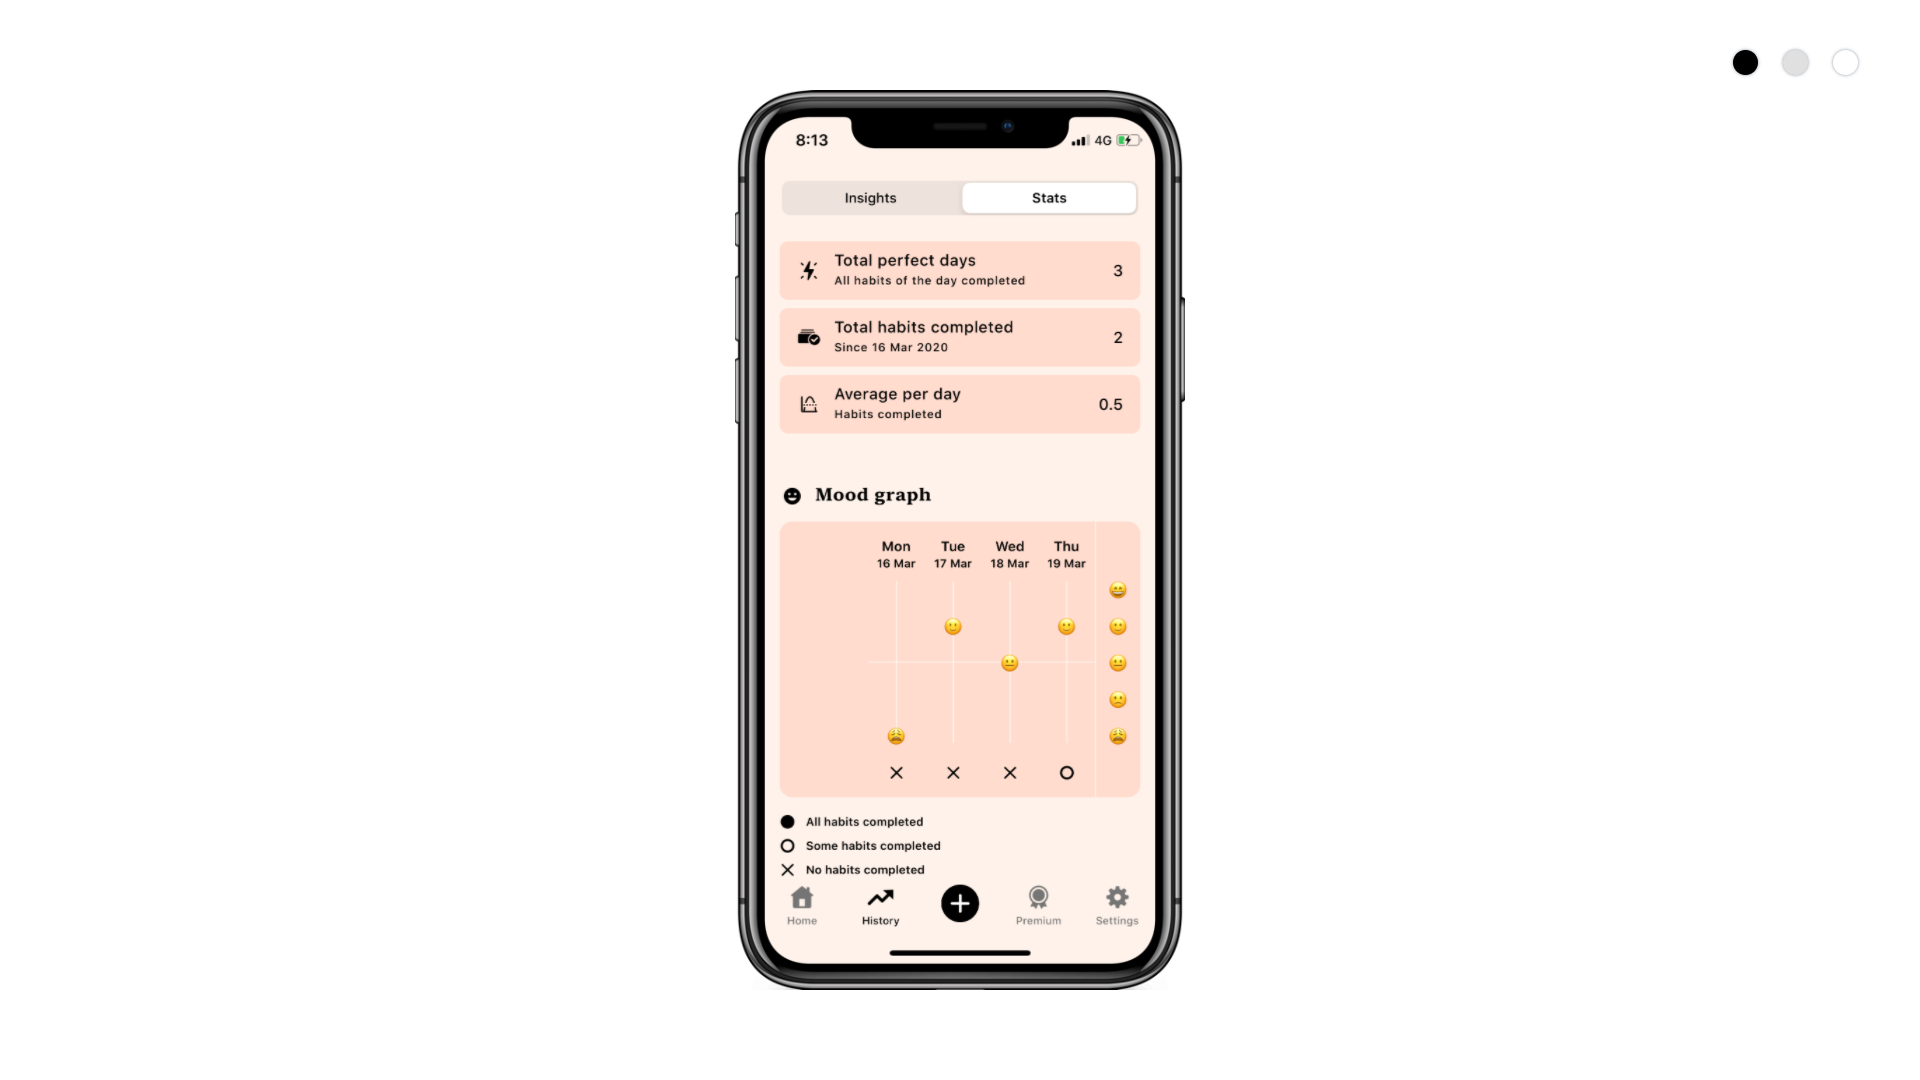 8:13
4G
Insights
Stats
Total perfect days
All habits of the day completed
3
Total habits completed
Since 16 Mar 2020
2
Average per day
Habits completed
0.5
Mood graph
Mon Tue Wed Thu
16 Mar 17 Mar 18 Mar 19 Mar
All habits completed
Some habits completed
No habits completed
Home
History
Premium
Settings